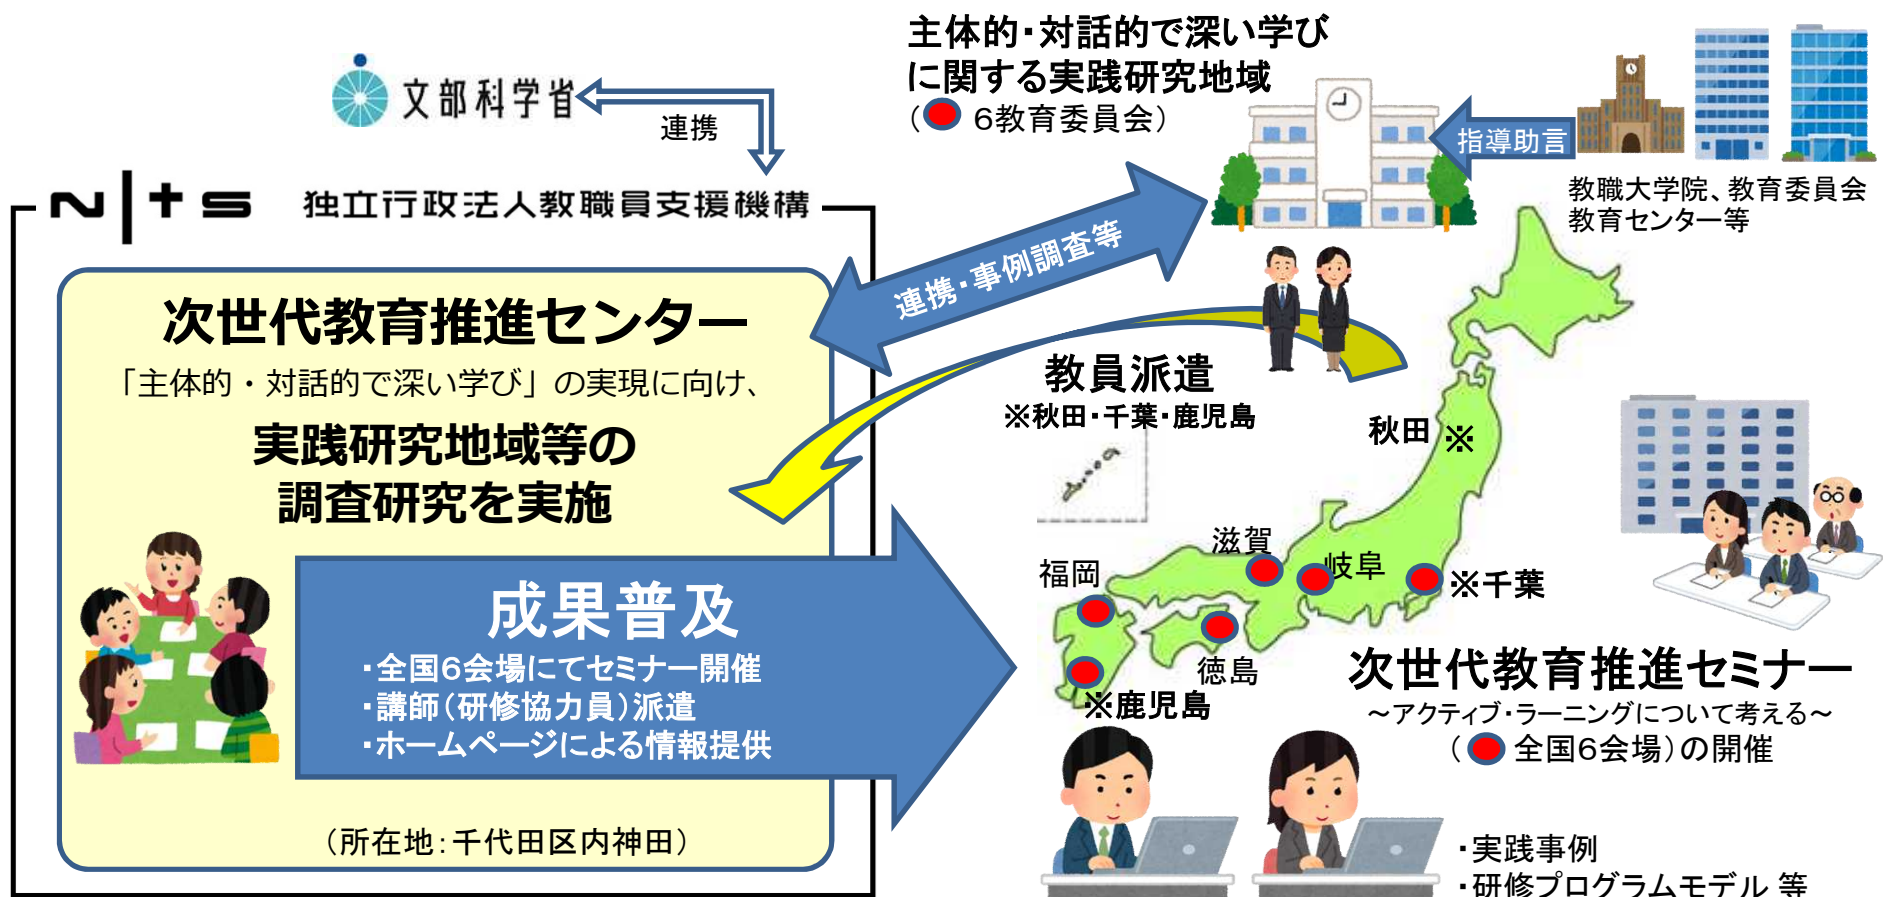 文部科学省
連携
NITS 独立行政法人教職員支援機構
次世代教育推進センター
「主体的・対話的で深い学び」の実現に向け、
実践研究地域等の
調査研究を実施
成果普及
・全国6会場にてセミナー開催
・講師（研修協力員）派遣
・ホームページによる情報提供
（所在地：千代田区内神田）
主体的・対話的で深い学び
に関する実践研究地域
（ 6教育委員会）
指導助言
教職大学院、教育委員会
教育センター等
連携・事例調査等
教員派遣
※秋田・千葉・鹿児島
秋田※
滋賀
岐阜
福岡
※千葉
徳島
※鹿児島
次世代教育推進セミナー
～アクティブ・ラーニングについて考える～
（ 全国6会場）の開催
・実践事例
・研修プログラムモデル 等